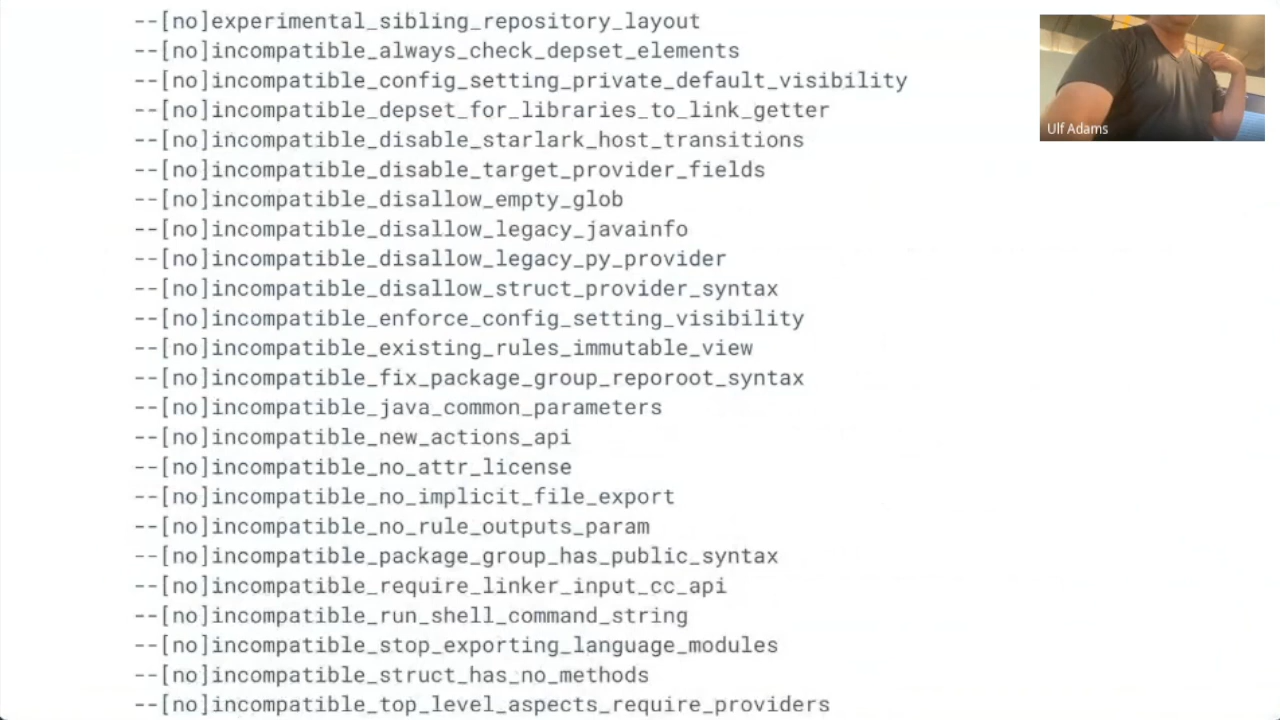 --[no]experimental_sibling_repository_layout
--[no]incompatible_always_check_depset_elements
--[no]incompatible_config_setting_private_default_visibility
--[no]incompatible_depset_for_libraries_to_link_getter
--[no]incompatible_disable_starlark_host_transitions
--[no]incompatible_disable_target_provider_fields
--[no]incompatible_disallow_empty_glob
--[no]incompatible_disallow_legacy_javainfo
--[no]incompatible_disallow_legacy_py_provider
--[no]incompatible_disallow_struct_provider_syntax
--[no]incompatible_enforce_config_setting_visibility
--[no]incompatible_existing_rules_immutable_view
--[no]incompatible_fix_package_group_reporoot_syntax
--[no]incompatible_java_common_parameters
--[no]incompatible_new_actions_api
--[no]incompatible_no_attr_license
--[no]incompatible_no_implicit_file_export
--[no]incompatible_no_rule_outputs_param
--[no]incompatible_package_group_has_public_syntax
--[no]incompatible_require_linker_input_cc_api
--[no]incompatible_run_shell_command_string
--[no]incompatible_stop_exporting_language_modules
--[no]incompatible_struct_has_no_methods
--[no]incompatible_top_level_aspects_require_providers
Ulf Adams